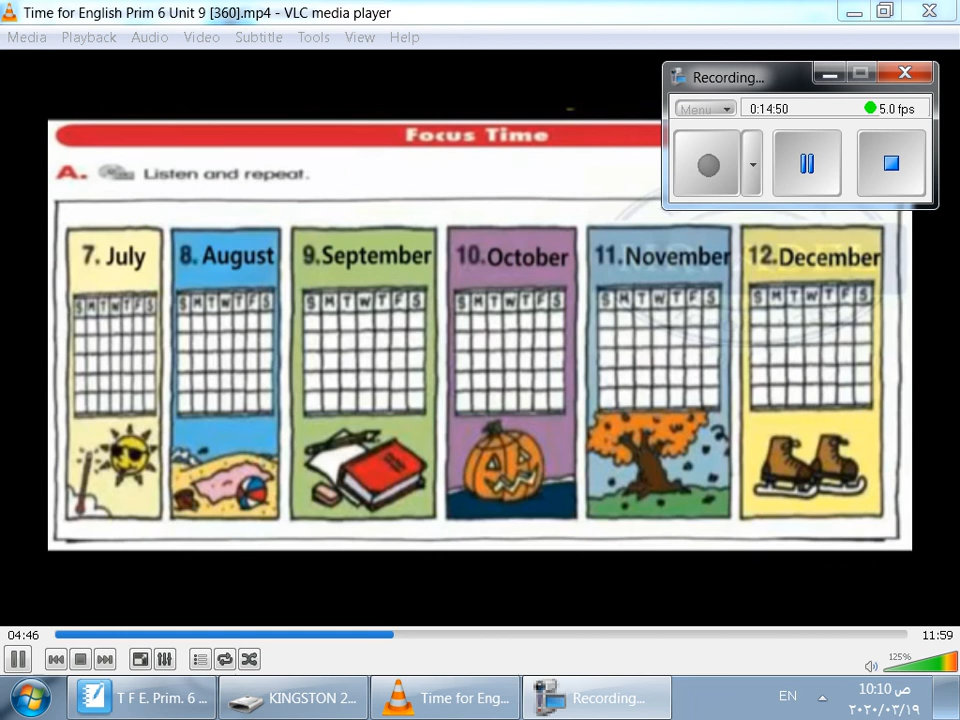 Time for English Prim 6 Unit 9 [360].mp4 - VLC media player
Media Playback Audio Video Subtitle Tools View Help
Recording...
Menu 0:14:50 5.0 fps
Focus Time
A. Listen and repeat.
7. July 8. August 9. September 10. October 11. November 12. December
S M T W T F S S M T W T F S S M T W T F S S M T W T F S S M T W T F S S M T W T F S
04:46 11:59
125%
T F E. Prim. 6 ... KINGSTON 2... Time for Eng... Recording... EN 10:10 ص
٢٠٢٠/٠٣/١٩